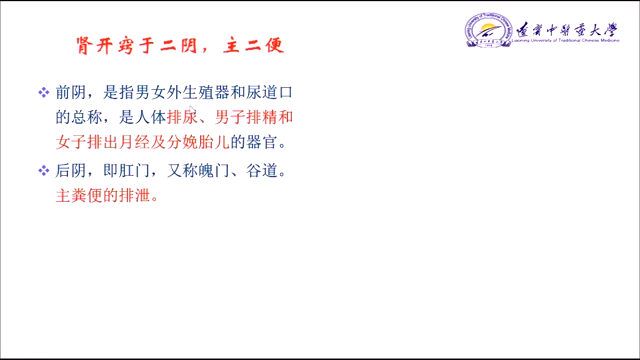 肾开窍于二阴，主二便
辽宁中医药大学
Liaoning University of Traditional Chinese Medicine
前阴，是指男女外生殖器和尿道口
的总称，是人体排尿、男子排精和
女子排出月经及分娩胎儿的器官。
后阴，即肛门，又称魄门、谷道。
主粪便的排泄。